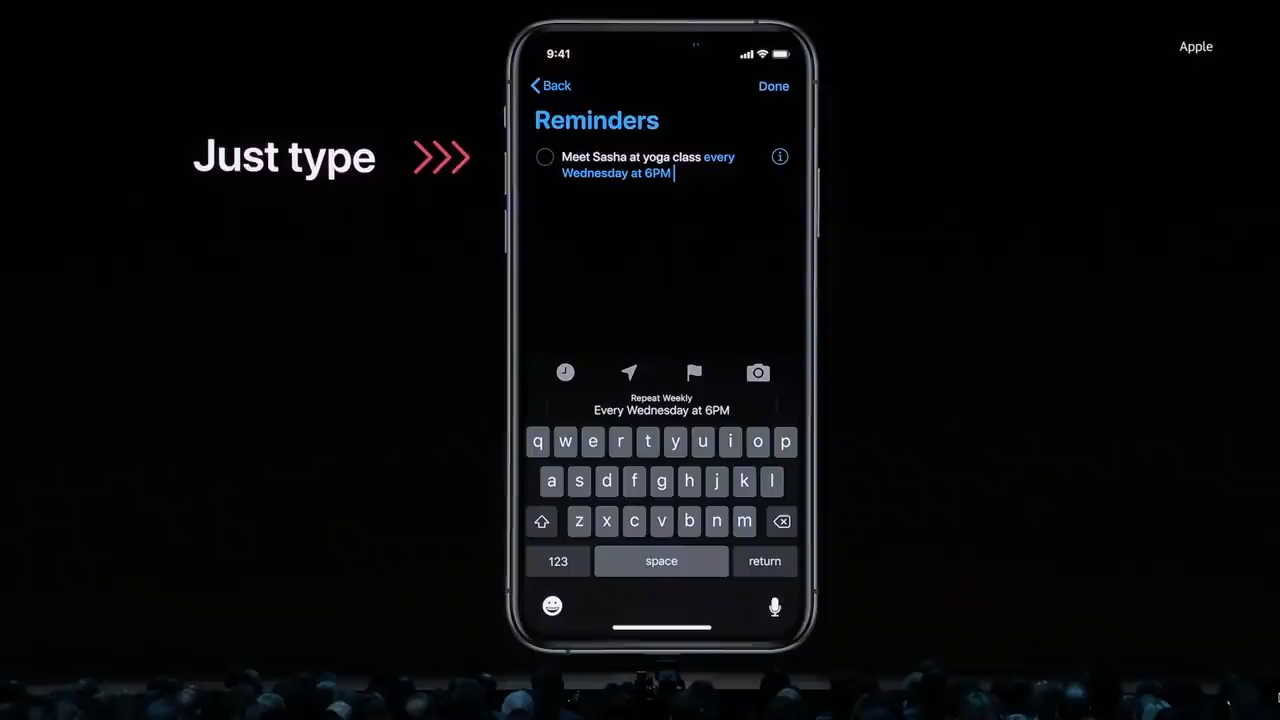 Apple
9:41
Back
Done
Reminders
Just type
Meet Sasha at yoga class every
Wednesday at 6PM
Repeat Weekly
Every Wednesday at 6PM
q w e r t y u i o p
a s d f g h j k l
z x c v b n m
123 space return